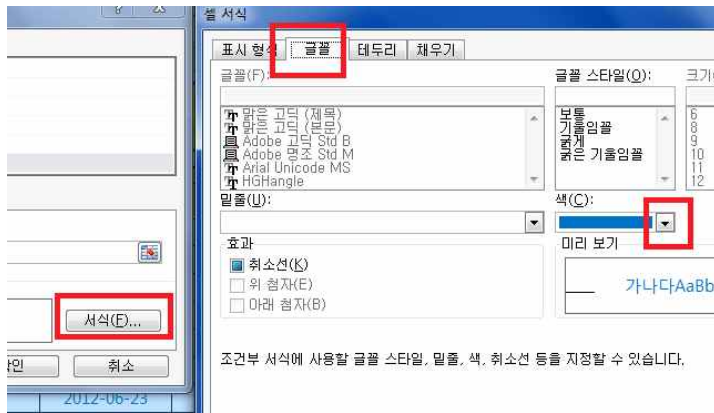 셀 서식
표시 형식 글꼴 테두리 채우기
글꼴(F):
글꼴 스타일(O):
맑은 고딕 (제목)
맑은 고딕 (본문)
Adobe 고딕 Std B
Adobe 명조 Std M
Arial Unicode MS
HGHangle
보통
기울임꼴
굵게
굵은 기울임꼴
6
8
9
10
11
12
밑줄(U):
색(C):
효과
취소선(K)
위 첨자(E)
아래 첨자(B)
미리 보기
가나다AaBb
조건부 서식에 사용할 글꼴 스타일, 밑줄, 색, 취소선 등을 지정할 수 있습니다.
서식(F)...
취소
2012-06-23